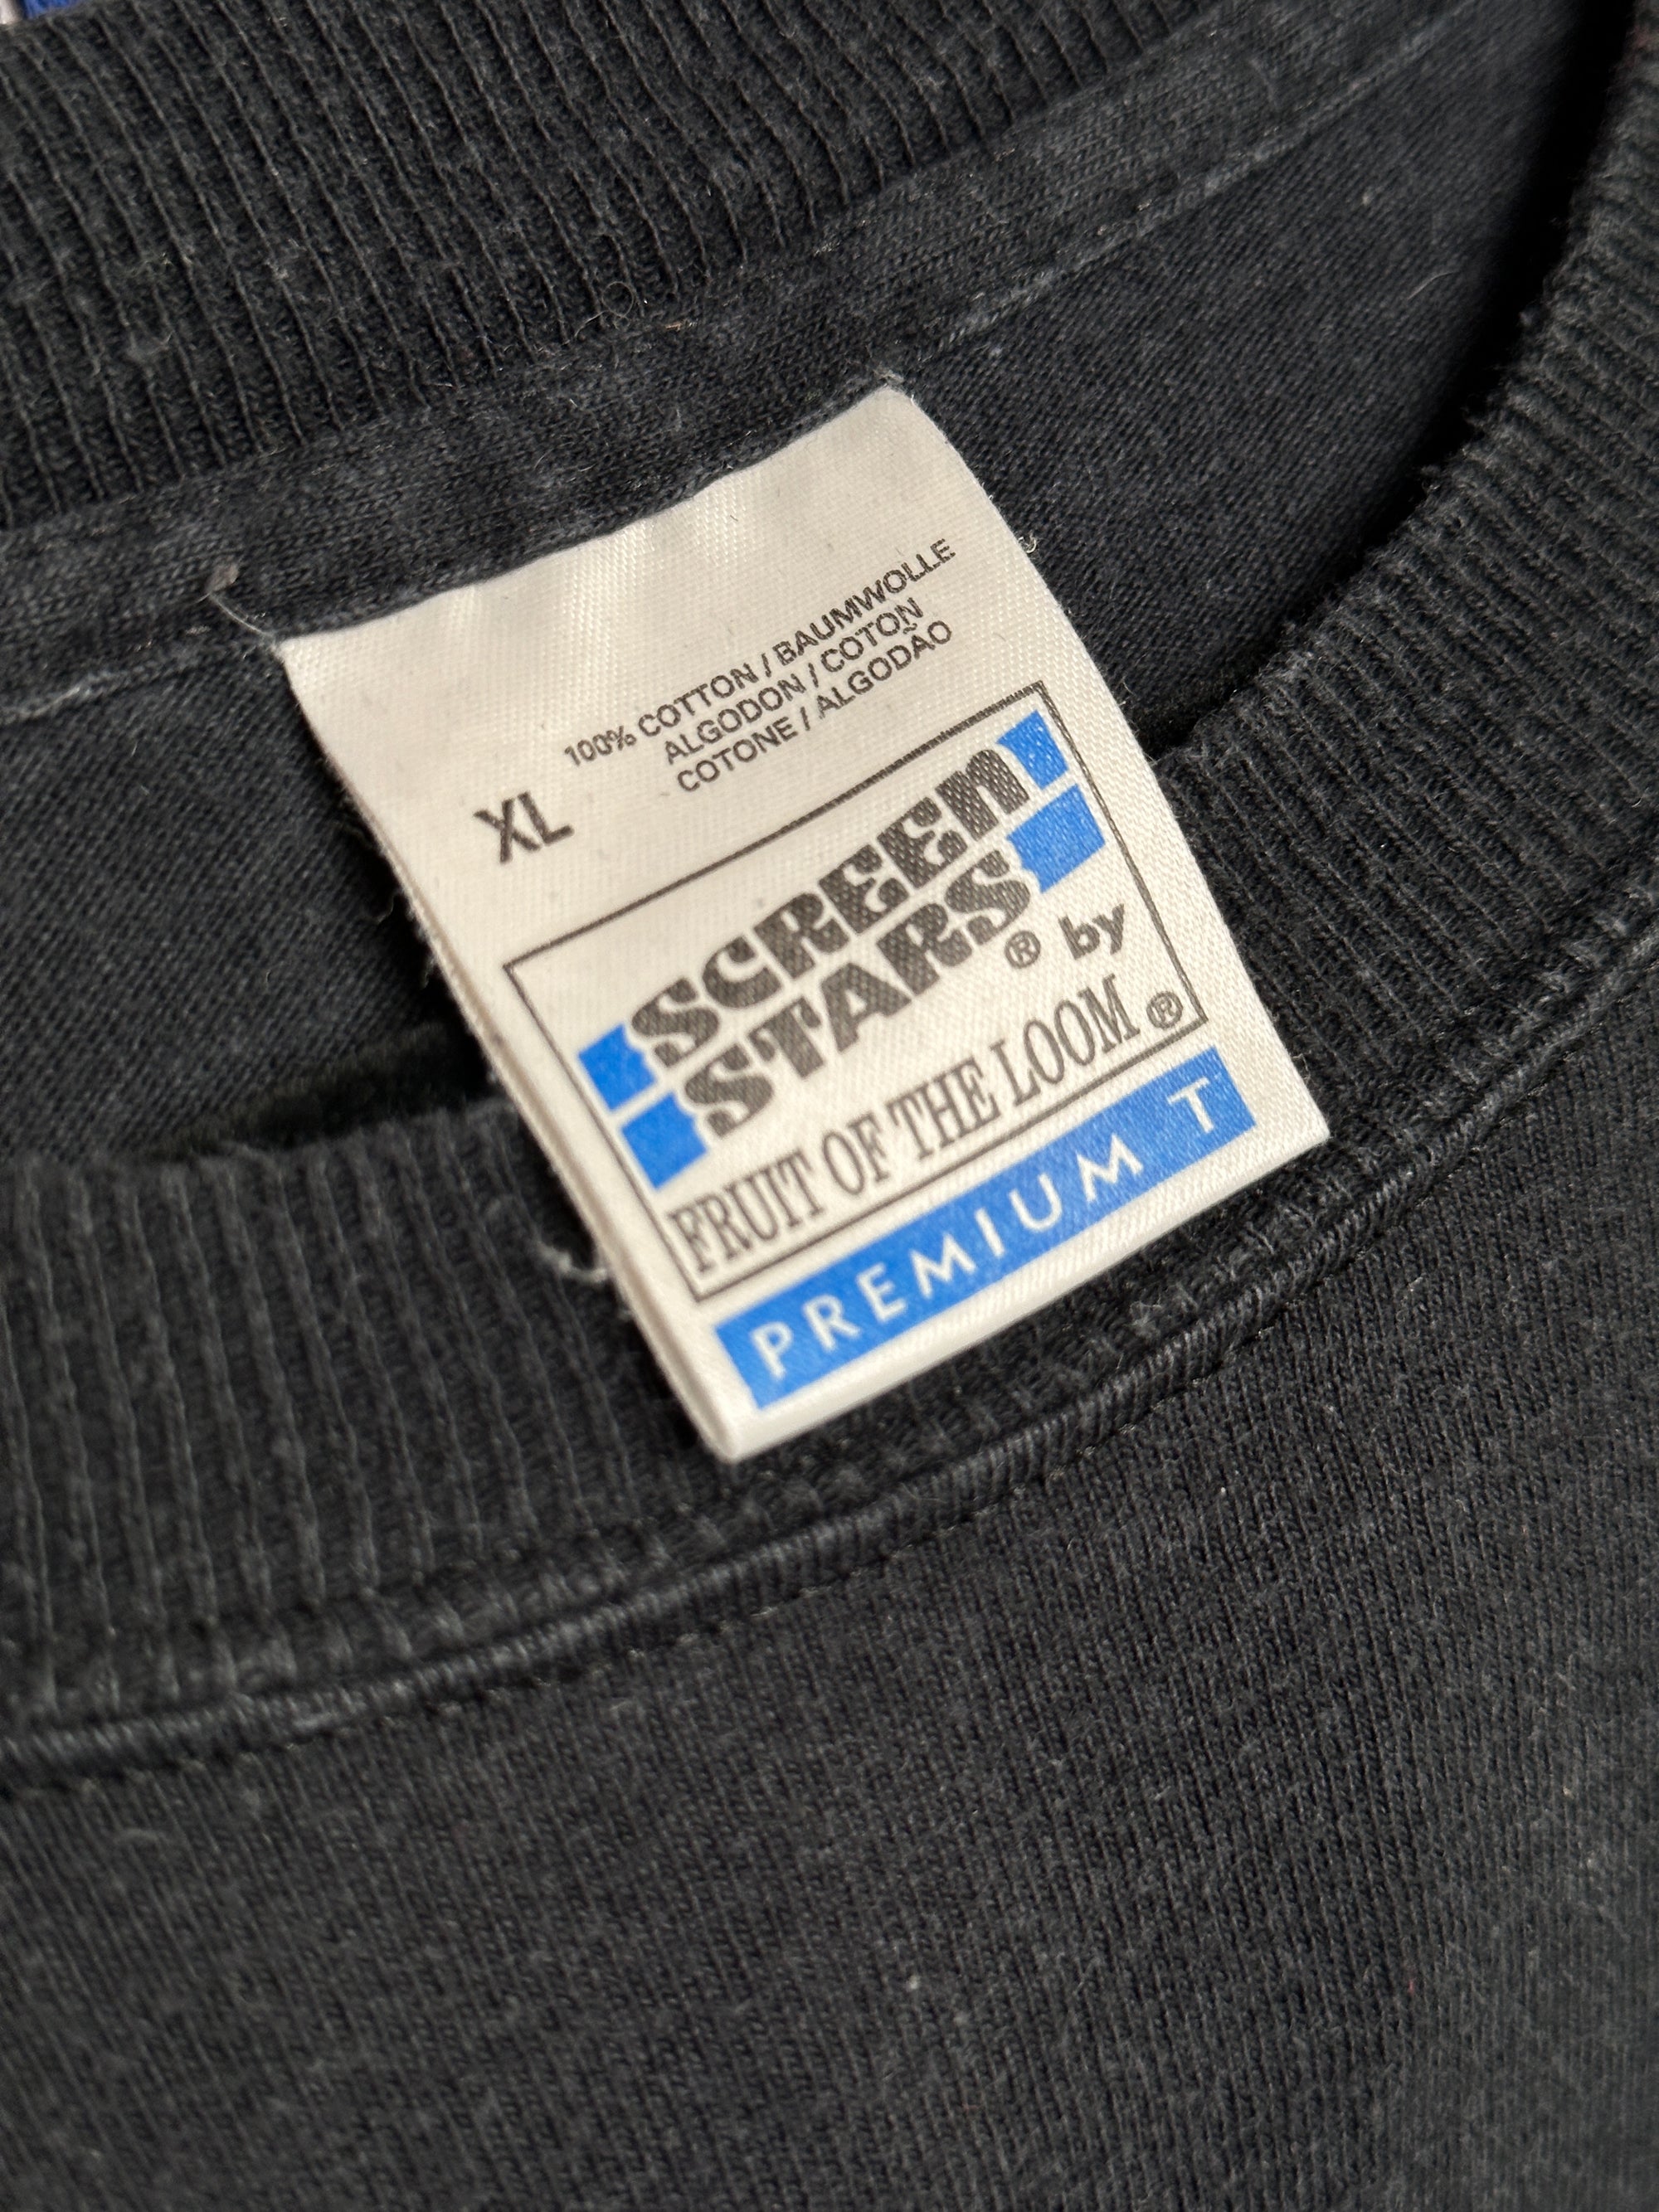 100% COTTON / BAUMWOLLE
ALGODON / COTON
COTONE / ALGODÃO
XL
SCREEN
STARS® by
FRUIT OF THE LOOM®
PREMIUM T